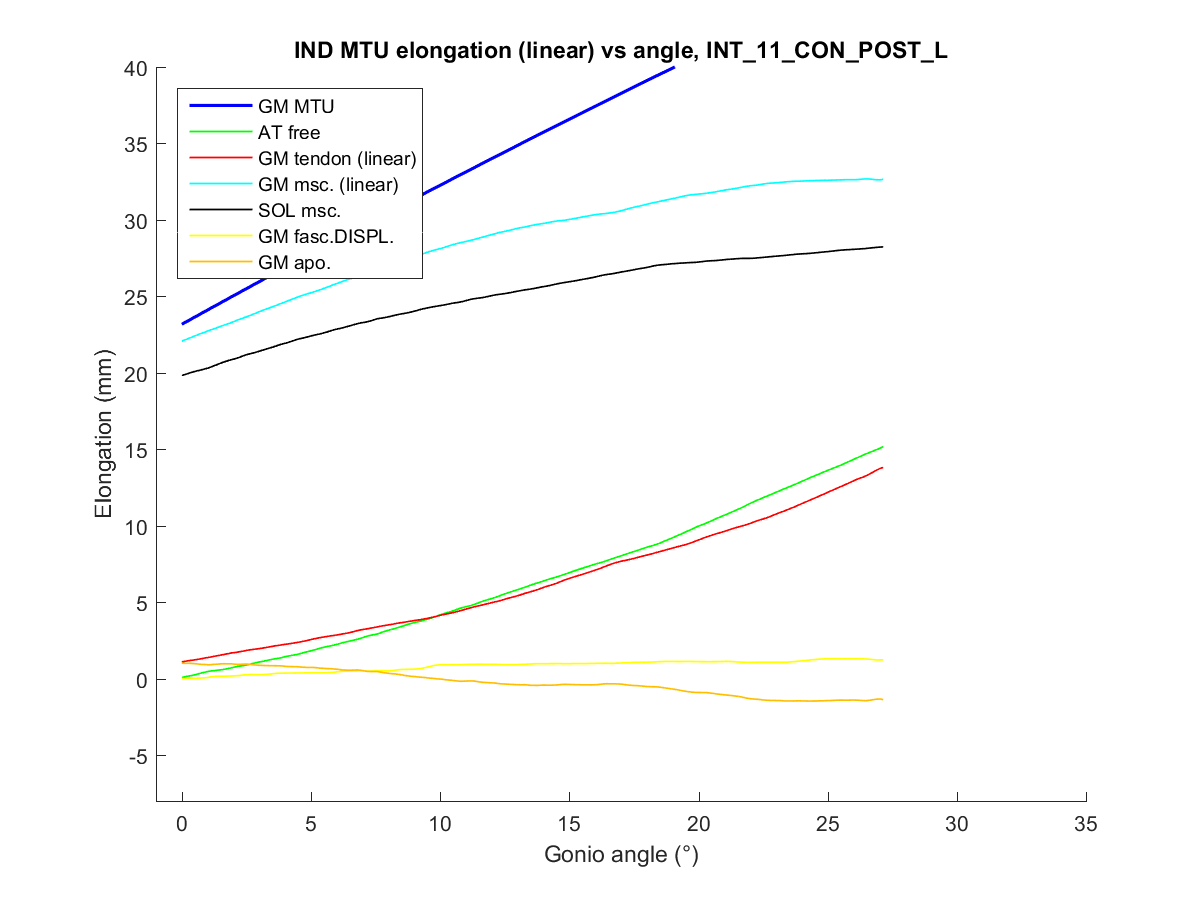 IND MTU elongation (linear) vs angle, INT_11_CON_POST_L
40
35
30
25
20
15
10
5
0
-5
Elongation (mm)
GM MTU
AT free
GM tendon (linear)
GM msc. (linear)
SOL msc.
GM fasc.DISPL.
GM apo.
0 5 10 15 20 25 30 35
Gonio angle (°)